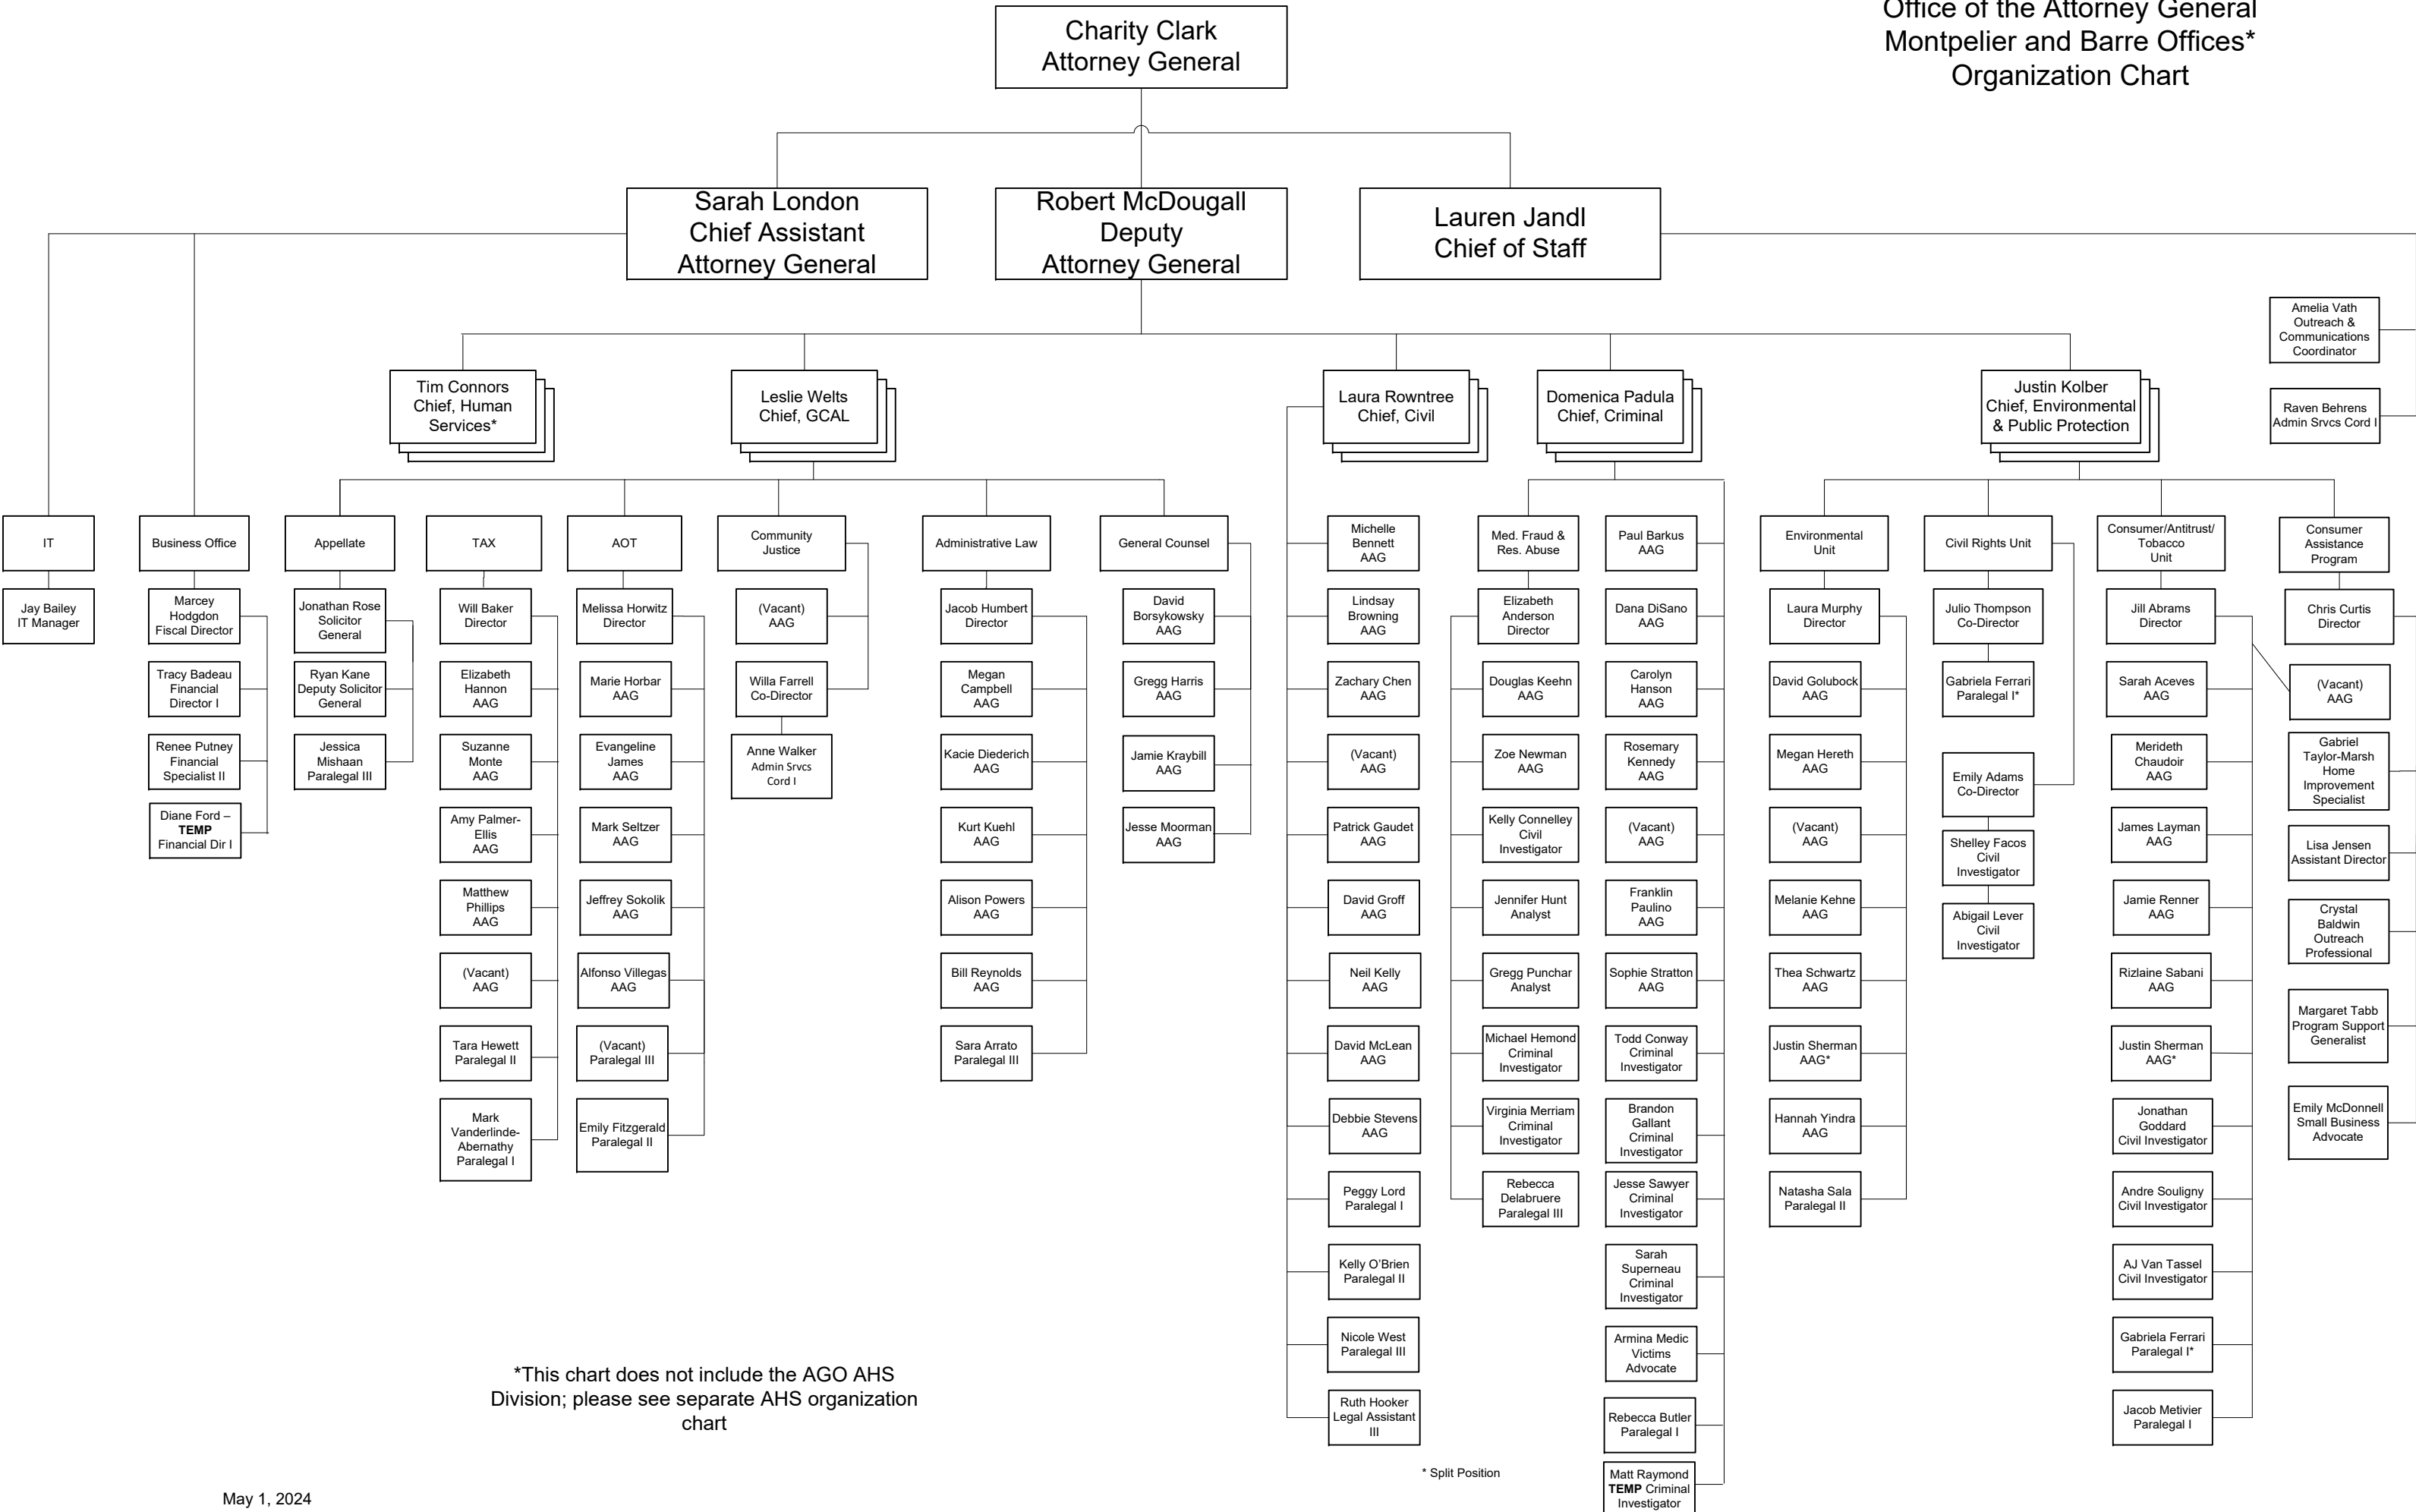 Office of the Attorney General
Montpelier and Barre Offices*
Organization Chart
Charity Clark
Attorney General
Sarah London
Chief Assistant
Attorney General
Robert McDougall
Deputy
Attorney General
Lauren Jandl
Chief of Staff
Amelia Vath
Outreach &
Communications
Coordinator
Raven Behrens
Admin Srvcs Cord I
Tim Connors
Chief, Human
Services*
Leslie Welts
Chief, GCAL
Laura Rowntree
Chief, Civil
Domenica Padula
Chief, Criminal
Justin Kolber
Chief, Environmental
& Public Protection
IT
Jay Bailey
IT Manager
Business Office
Marcey
Hodgdon
Fiscal Director
Tracy Badeau
Financial
Director I
Renee Putney
Financial
Specialist II
Diane Ford –
TEMP
Financial Dir I
Appellate
Jonathan Rose
Solicitor
General
Ryan Kane
Deputy Solicitor
General
Jessica
Mishaan
Paralegal III
TAX
Will Baker
Director
Elizabeth
Hannon
AAG
Suzanne
Monte
AAG
Amy Palmer-
Ellis
AAG
Matthew
Phillips
AAG
(Vacant)
AAG
Tara Hewett
Paralegal II
Mark
Vanderlinde-
Abernathy
Paralegal I
AOT
Melissa Horwitz
Director
Marie Horbar
AAG
Evangeline
James
AAG
Mark Seltzer
AAG
Jeffrey Sokolik
AAG
Alfonso Villegas
AAG
(Vacant)
Paralegal III
Emily Fitzgerald
Paralegal II
Community
Justice
(Vacant)
AAG
Willa Farrell
Co-Director
Anne Walker
Admin Srvcs
Cord I
Administrative Law
Jacob Humbert
Director
Megan
Campbell
AAG
Kacie Diederich
AAG
Kurt Kuehl
AAG
Alison Powers
AAG
Bill Reynolds
AAG
Sara Arrato
Paralegal III
General Counsel
David
Borsykowsky
AAG
Gregg Harris
AAG
Jamie Kraybill
AAG
Jesse Moorman
AAG
Michelle
Bennett
AAG
Lindsay
Browning
AAG
Zachary Chen
AAG
(Vacant)
AAG
Patrick Gaudet
AAG
David Groff
AAG
Neil Kelly
AAG
David McLean
AAG
Debbie Stevens
AAG
Peggy Lord
Paralegal I
Kelly O’Brien
Paralegal II
Nicole West
Paralegal III
Ruth Hooker
Legal Assistant
III
Med. Fraud &
Res. Abuse
Elizabeth
Anderson
Director
Douglas Keehn
AAG
Zoe Newman
AAG
Kelly Connelley
Civil
Investigator
Jennifer Hunt
Analyst
Gregg Punchar
Analyst
Michael Hemond
Criminal
Investigator
Virginia Merriam
Criminal
Investigator
Rebecca
Delabruere
Paralegal III
Paul Barkus
AAG
Dana DiSano
AAG
Carolyn
Hanson
AAG
Rosemary
Kennedy
AAG
(Vacant)
AAG
Franklin
Paulino
AAG
Sophie Stratton
AAG
Todd Conway
Criminal
Investigator
Brandon
Gallant
Criminal
Investigator
Jesse Sawyer
Criminal
Investigator
Sarah
Superneau
Criminal
Investigator
Armina Medic
Victims
Advocate
Rebecca Butler
Paralegal I
Matt Raymond
TEMP Criminal
Investigator
Environmental
Unit
Laura Murphy
Director
David Golubock
AAG
Megan Hereth
AAG
(Vacant)
AAG
Melanie Kehne
AAG
Thea Schwartz
AAG
Justin Sherman
AAG*
Hannah Yindra
AAG
Natasha Sala
Paralegal II
Civil Rights Unit
Julio Thompson
Co-Director
Gabriela Ferrari
Paralegal I*
Emily Adams
Co-Director
Shelley Facos
Civil
Investigator
Abigail Lever
Civil
Investigator
Consumer/Antitrust/
Tobacco
Unit
Jill Abrams
Director
Sarah Aceves
AAG
Merideth
Chaudoir
AAG
James Layman
AAG
Jamie Renner
AAG
Rizlaine Sabani
AAG
Justin Sherman
AAG*
Jonathan
Goddard
Civil Investigator
Andre Souligny
Civil Investigator
AJ Van Tassel
Civil Investigator
Gabriela Ferrari
Paralegal I*
Jacob Metivier
Paralegal I
Consumer
Assistance
Program
Chris Curtis
Director
(Vacant)
AAG
Gabriel
Taylor-Marsh
Home
Improvement
Specialist
Lisa Jensen
Assistant Director
Crystal
Baldwin
Outreach
Professional
Margaret Tabb
Program Support
Generalist
Emily McDonnell
Small Business
Advocate
*This chart does not include the AGO AHS
Division; please see separate AHS organization
chart
* Split Position
May 1, 2024